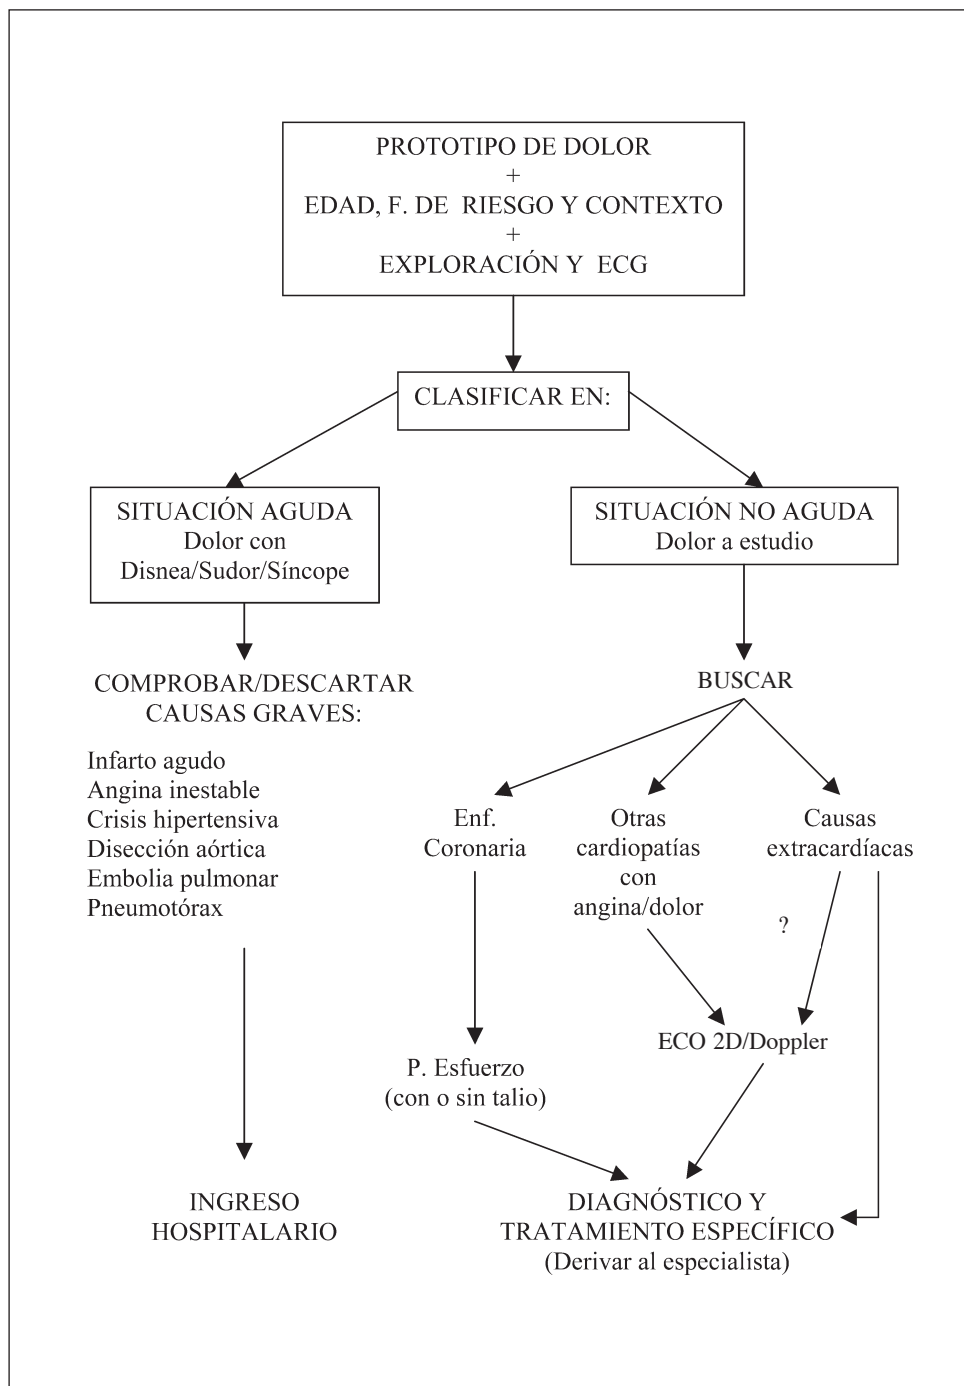 PROTOTIPO DE DOLOR
+
EDAD, F. DE RIESGO Y CONTEXTO
+
EXPLORACIÓN Y ECG
CLASIFICAR EN:
SITUACIÓN AGUDA
Dolor con
Disnea/Sudor/Síncope
SITUACIÓN NO AGUDA
Dolor a estudio
COMPROBAR/DESCARTAR
CAUSAS GRAVES:
Infarto agudo
Angina inestable
Crisis hipertensiva
Disección aórtica
Embolia pulmonar
Pneumotórax
BUSCAR
Enf.
Coronaria
Otras
cardiopatías
con
angina/dolor
Causas
extracardíacas
?
ECO 2D/Doppler
P. Esfuerzo
(con o sin talio)
INGRESO
HOSPITALARIO
DIAGNÓSTICO Y
TRATAMIENTO ESPECÍFICO
(Derivar al especialista)